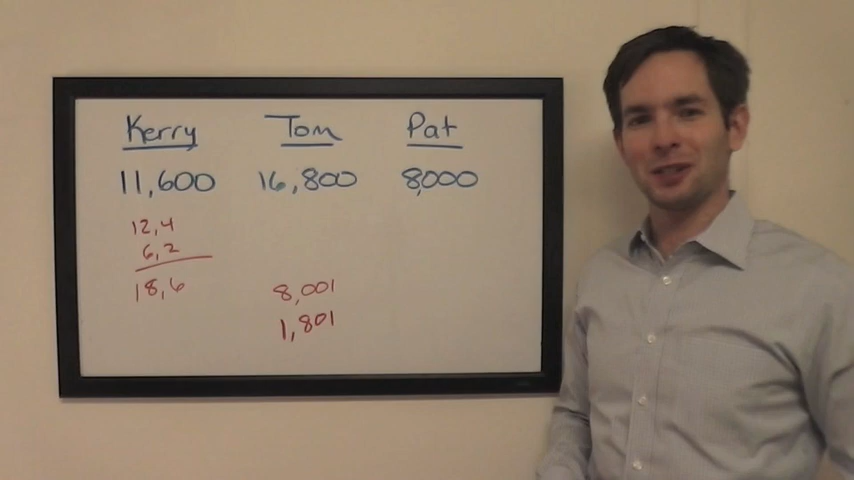 Kerry Tom Pat
11,600 16,800 8,000
12,4
6,2
18,6
8,001
1,801